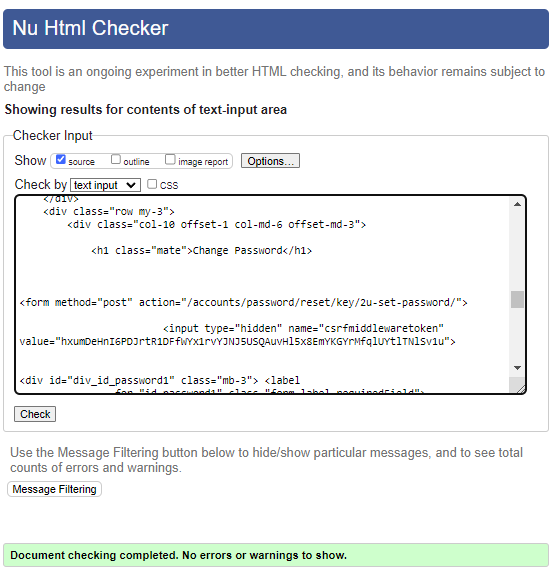 Nu Html Checker
This tool is an ongoing experiment in better HTML checking, and its behavior remains subject to
change
Showing results for contents of text-input area
Checker Input
Show source outline image report Options...
Check by text input CSS
</div>
<div class="row my-3">
<div class="col-10 offset-1 col-md-6 offset-md-3">
<h1 class="mate">Change Password</h1>
<form method="post" action="/accounts/password/reset/key/2u-set-password/">
<input type="hidden" name="csrfmiddlewaretoken"
value="hxumDeHnI6PDJrtR1DFfWYx1rvYJNJ5USQAuvHl5x8EmYKGYrMfqlUYtlTNlSv1u">
<div id="div_id_password1" class="mb-3"> <label
for="id_password1" class="form-label requiredField">
Check
Use the Message Filtering button below to hide/show particular messages, and to see total
counts of errors and warnings.
Message Filtering
Document checking completed. No errors or warnings to show.